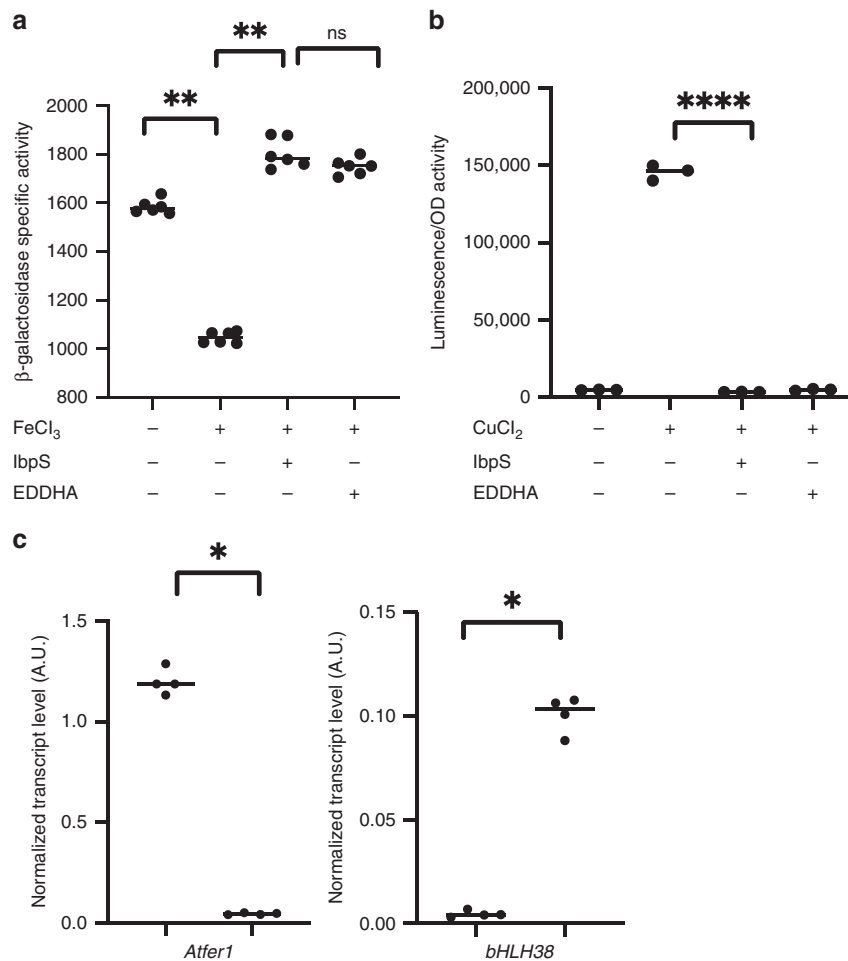 a
** ** ns
β-galactosidase specific activity
2000
1800
1600
1400
1200
1000
800
FeCl3 – + + +
IbpS – – + –
EDDHA – – – +
b
****
Luminescence/OD activity
200,000
150,000
100,000
50,000
0
CuCl2 – + + +
IbpS – – + –
EDDHA – – – +
c
*
Normalized transcript level (A.U.)
1.5
1.0
0.5
0.0
Atfer1
*
Normalized transcript level (A.U.)
0.15
0.10
0.05
0.00
bHLH38